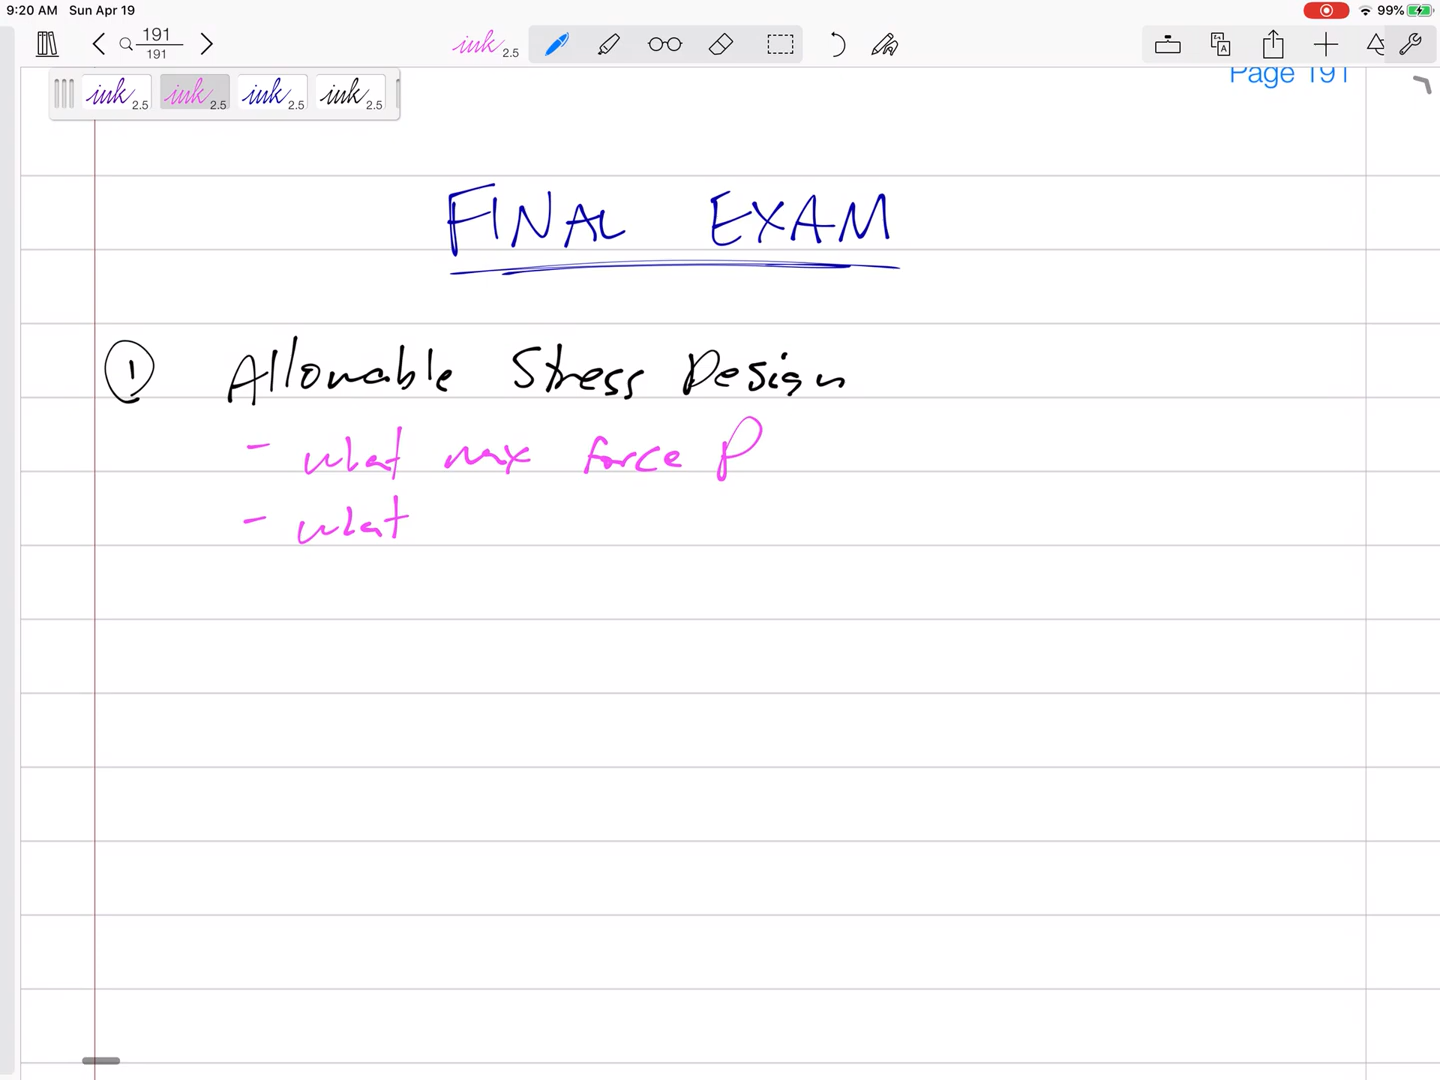 9:20 AM Sun Apr 19
99%
191
191
ink 2.5
Page 191
ink 2.5 ink 2.5 ink 2.5 ink 2.5
FINAL EXAM
① Allowable Stress Design
- what max force P
- what